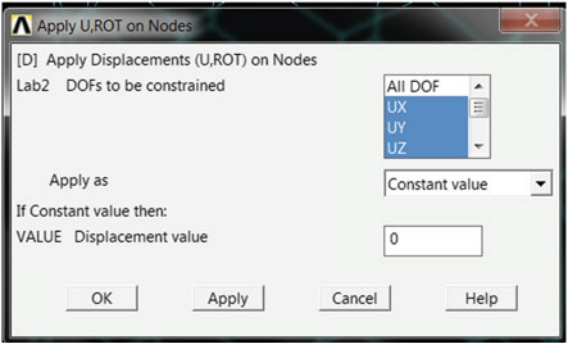 Apply U,ROT on Nodes
[D] Apply Displacements (U,ROT) on Nodes
Lab2 DOFs to be constrained
All DOF
UX
UY
UZ
Apply as
Constant value
If Constant value then:
VALUE Displacement value
0
OK Apply Cancel Help